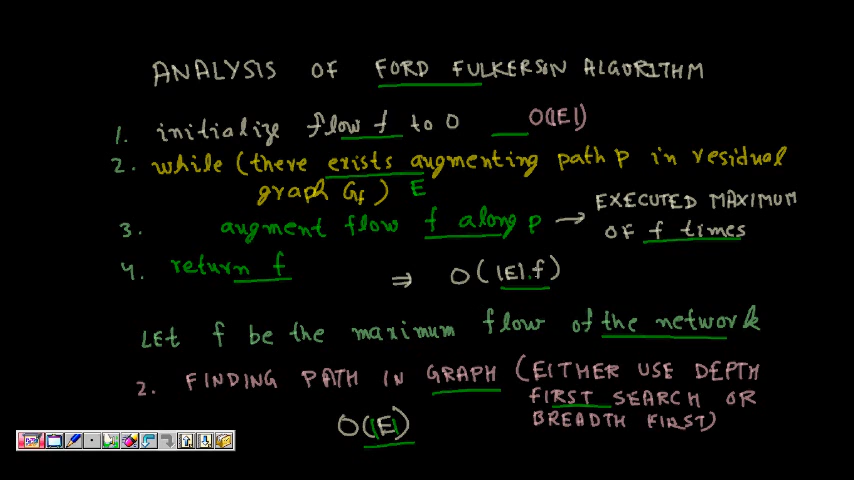 ANALYSIS OF FORD FULKERSON ALGORITHM
1. initialize flow f to 0 O(|E|)
2. while (there exists augmenting path p in residual
graph Gf) E
3. augment flow f along p → EXECUTED MAXIMUM
OF f times
4. return f ⇒ O(|E|.f)
LEt f be the maximum flow of the network
2. FINDING PATH IN GRAPH (EITHER USE DEPTH
FIRST SEARCH OR
BREADTH FIRST)
O(|E|)